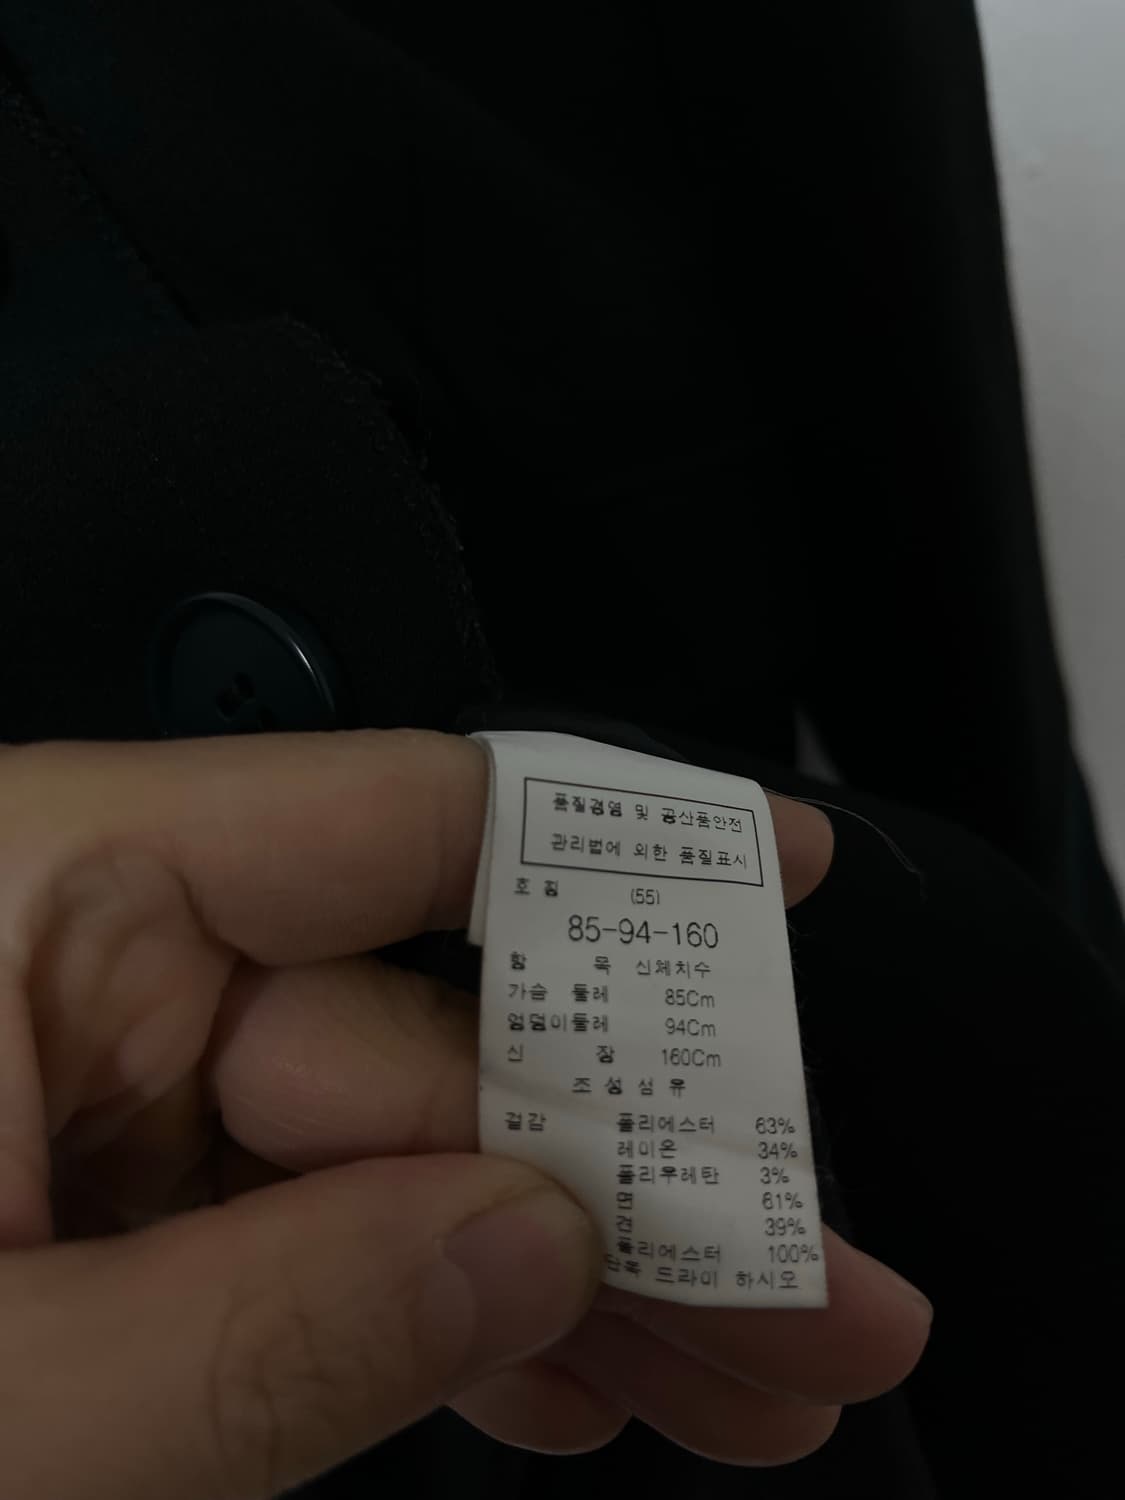 품질경영 및 공산품안전
관리법에 의한 품질표시
호 칭 (55)
85-94-160
항 목 신체치수
가슴 둘레 85Cm
엉덩이둘레 94Cm
신 장 160Cm
조 성 섬 유
겉감 폴리에스터 63%
레이온 34%
폴리우레탄 3%
면 61%
견 39%
폴리에스터 100%
드라이 하시오